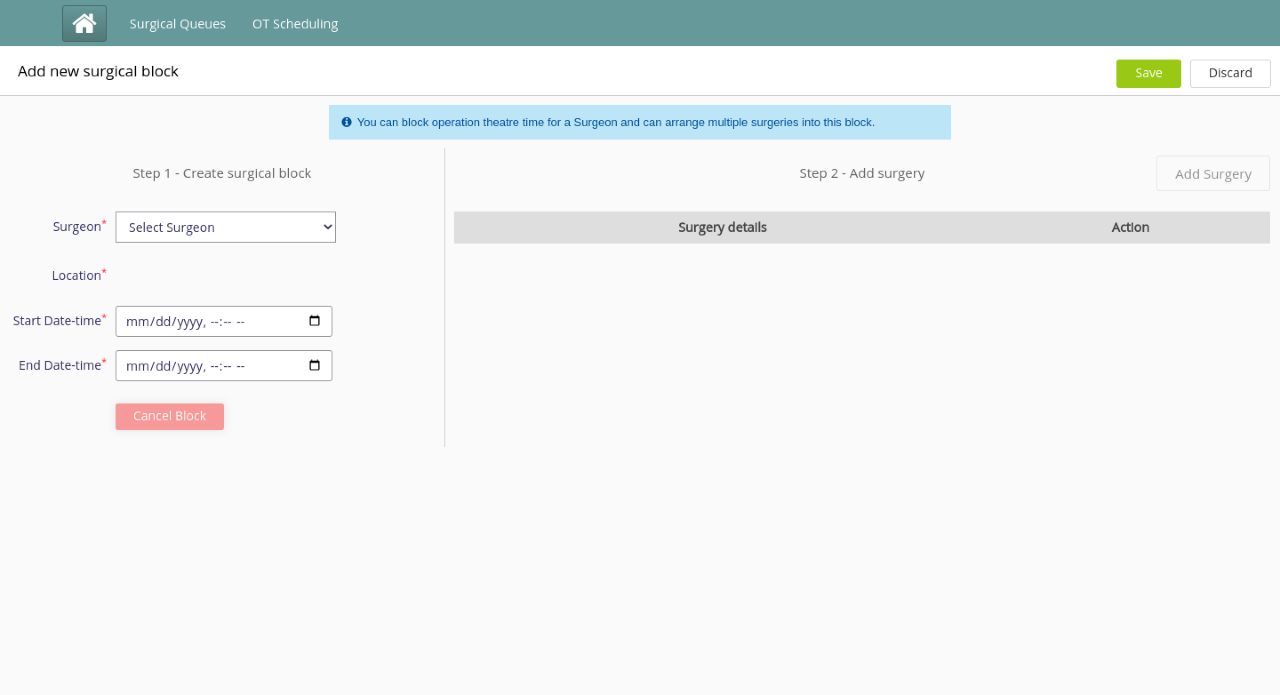 Surgical Queues OT Scheduling
Add new surgical block
Save Discard
You can block operation theatre time for a Surgeon and can arrange multiple surgeries into this block.
Step 1 - Create surgical block
Surgeon* Select Surgeon
Location*
Start Date-time* mm/dd/yyyy, --:-- --
End Date-time* mm/dd/yyyy, --:-- --
Cancel Block
Step 2 - Add surgery
Add Surgery
Surgery details Action